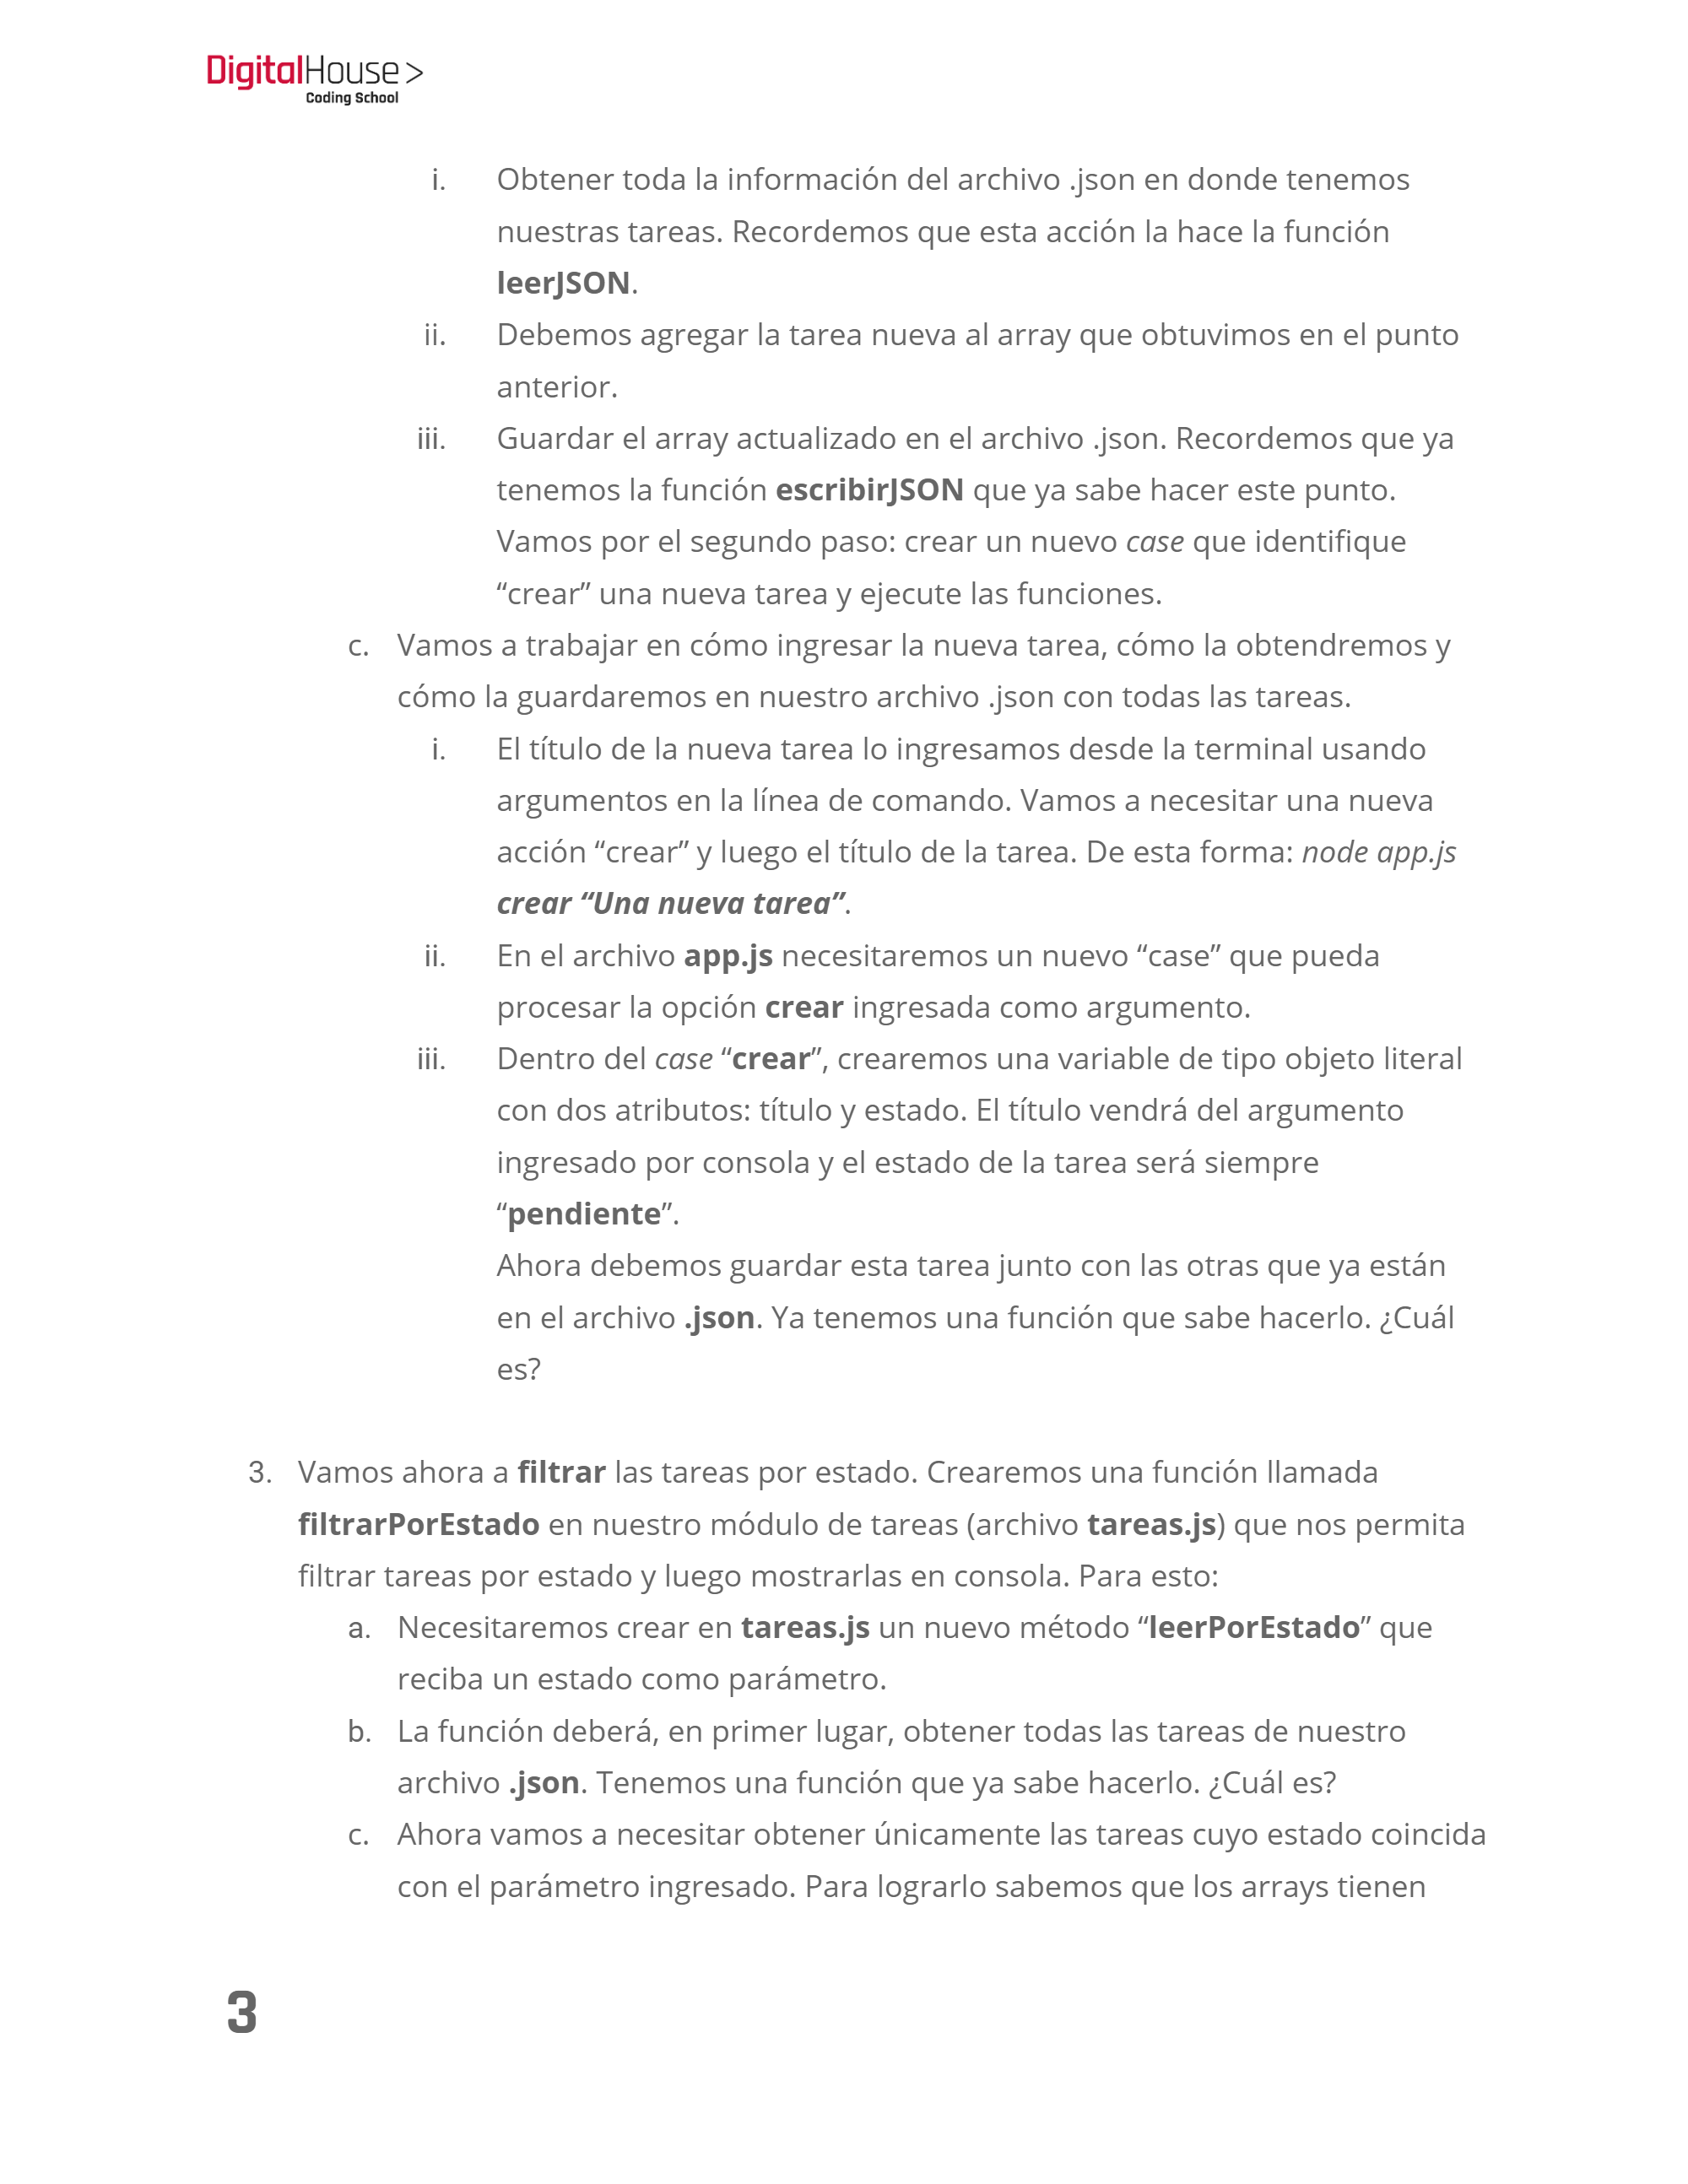 DigitalHouse >
Coding School
i. Obtener toda la información del archivo .json en donde tenemos
nuestras tareas. Recordemos que esta acción la hace la función
leerJSON.
ii. Debemos agregar la tarea nueva al array que obtuvimos en el punto
anterior.
iii. Guardar el array actualizado en el archivo .json. Recordemos que ya
tenemos la función escribirJSON que ya sabe hacer este punto.
Vamos por el segundo paso: crear un nuevo case que identifique
“crear” una nueva tarea y ejecute las funciones.
c. Vamos a trabajar en cómo ingresar la nueva tarea, cómo la obtendremos y
cómo la guardaremos en nuestro archivo .json con todas las tareas.
i. El título de la nueva tarea lo ingresamos desde la terminal usando
argumentos en la línea de comando. Vamos a necesitar una nueva
acción “crear” y luego el título de la tarea. De esta forma: node app.js
crear “Una nueva tarea”.
ii. En el archivo app.js necesitaremos un nuevo “case” que pueda
procesar la opción crear ingresada como argumento.
iii. Dentro del case “crear”, crearemos una variable de tipo objeto literal
con dos atributos: título y estado. El título vendrá del argumento
ingresado por consola y el estado de la tarea será siempre
“pendiente”.
Ahora debemos guardar esta tarea junto con las otras que ya están
en el archivo .json. Ya tenemos una función que sabe hacerlo. ¿Cuál
es?
3. Vamos ahora a filtrar las tareas por estado. Crearemos una función llamada
filtrarPorEstado en nuestro módulo de tareas (archivo tareas.js) que nos permita
filtrar tareas por estado y luego mostrarlas en consola. Para esto:
a. Necesitaremos crear en tareas.js un nuevo método “leerPorEstado” que
reciba un estado como parámetro.
b. La función deberá, en primer lugar, obtener todas las tareas de nuestro
archivo .json. Tenemos una función que ya sabe hacerlo. ¿Cuál es?
c. Ahora vamos a necesitar obtener únicamente las tareas cuyo estado coincida
con el parámetro ingresado. Para lograrlo sabemos que los arrays tienen
3